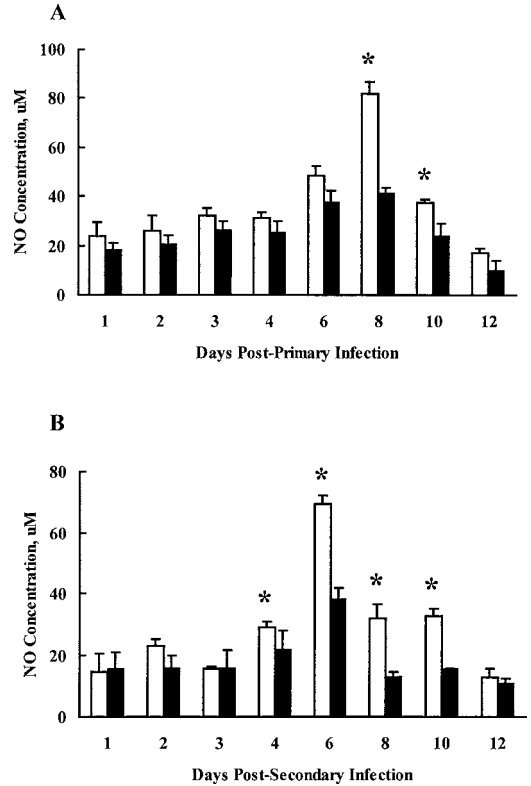 A
100
80
60
40
20
0
NO Concentration, uM
*
*
1 2 3 4 6 8 10 12
Days Post-Primary Infection
B
80
60
40
20
0
NO Concentration, uM
*
*
*
*
1 2 3 4 6 8 10 12
Days Post-Secondary Infection